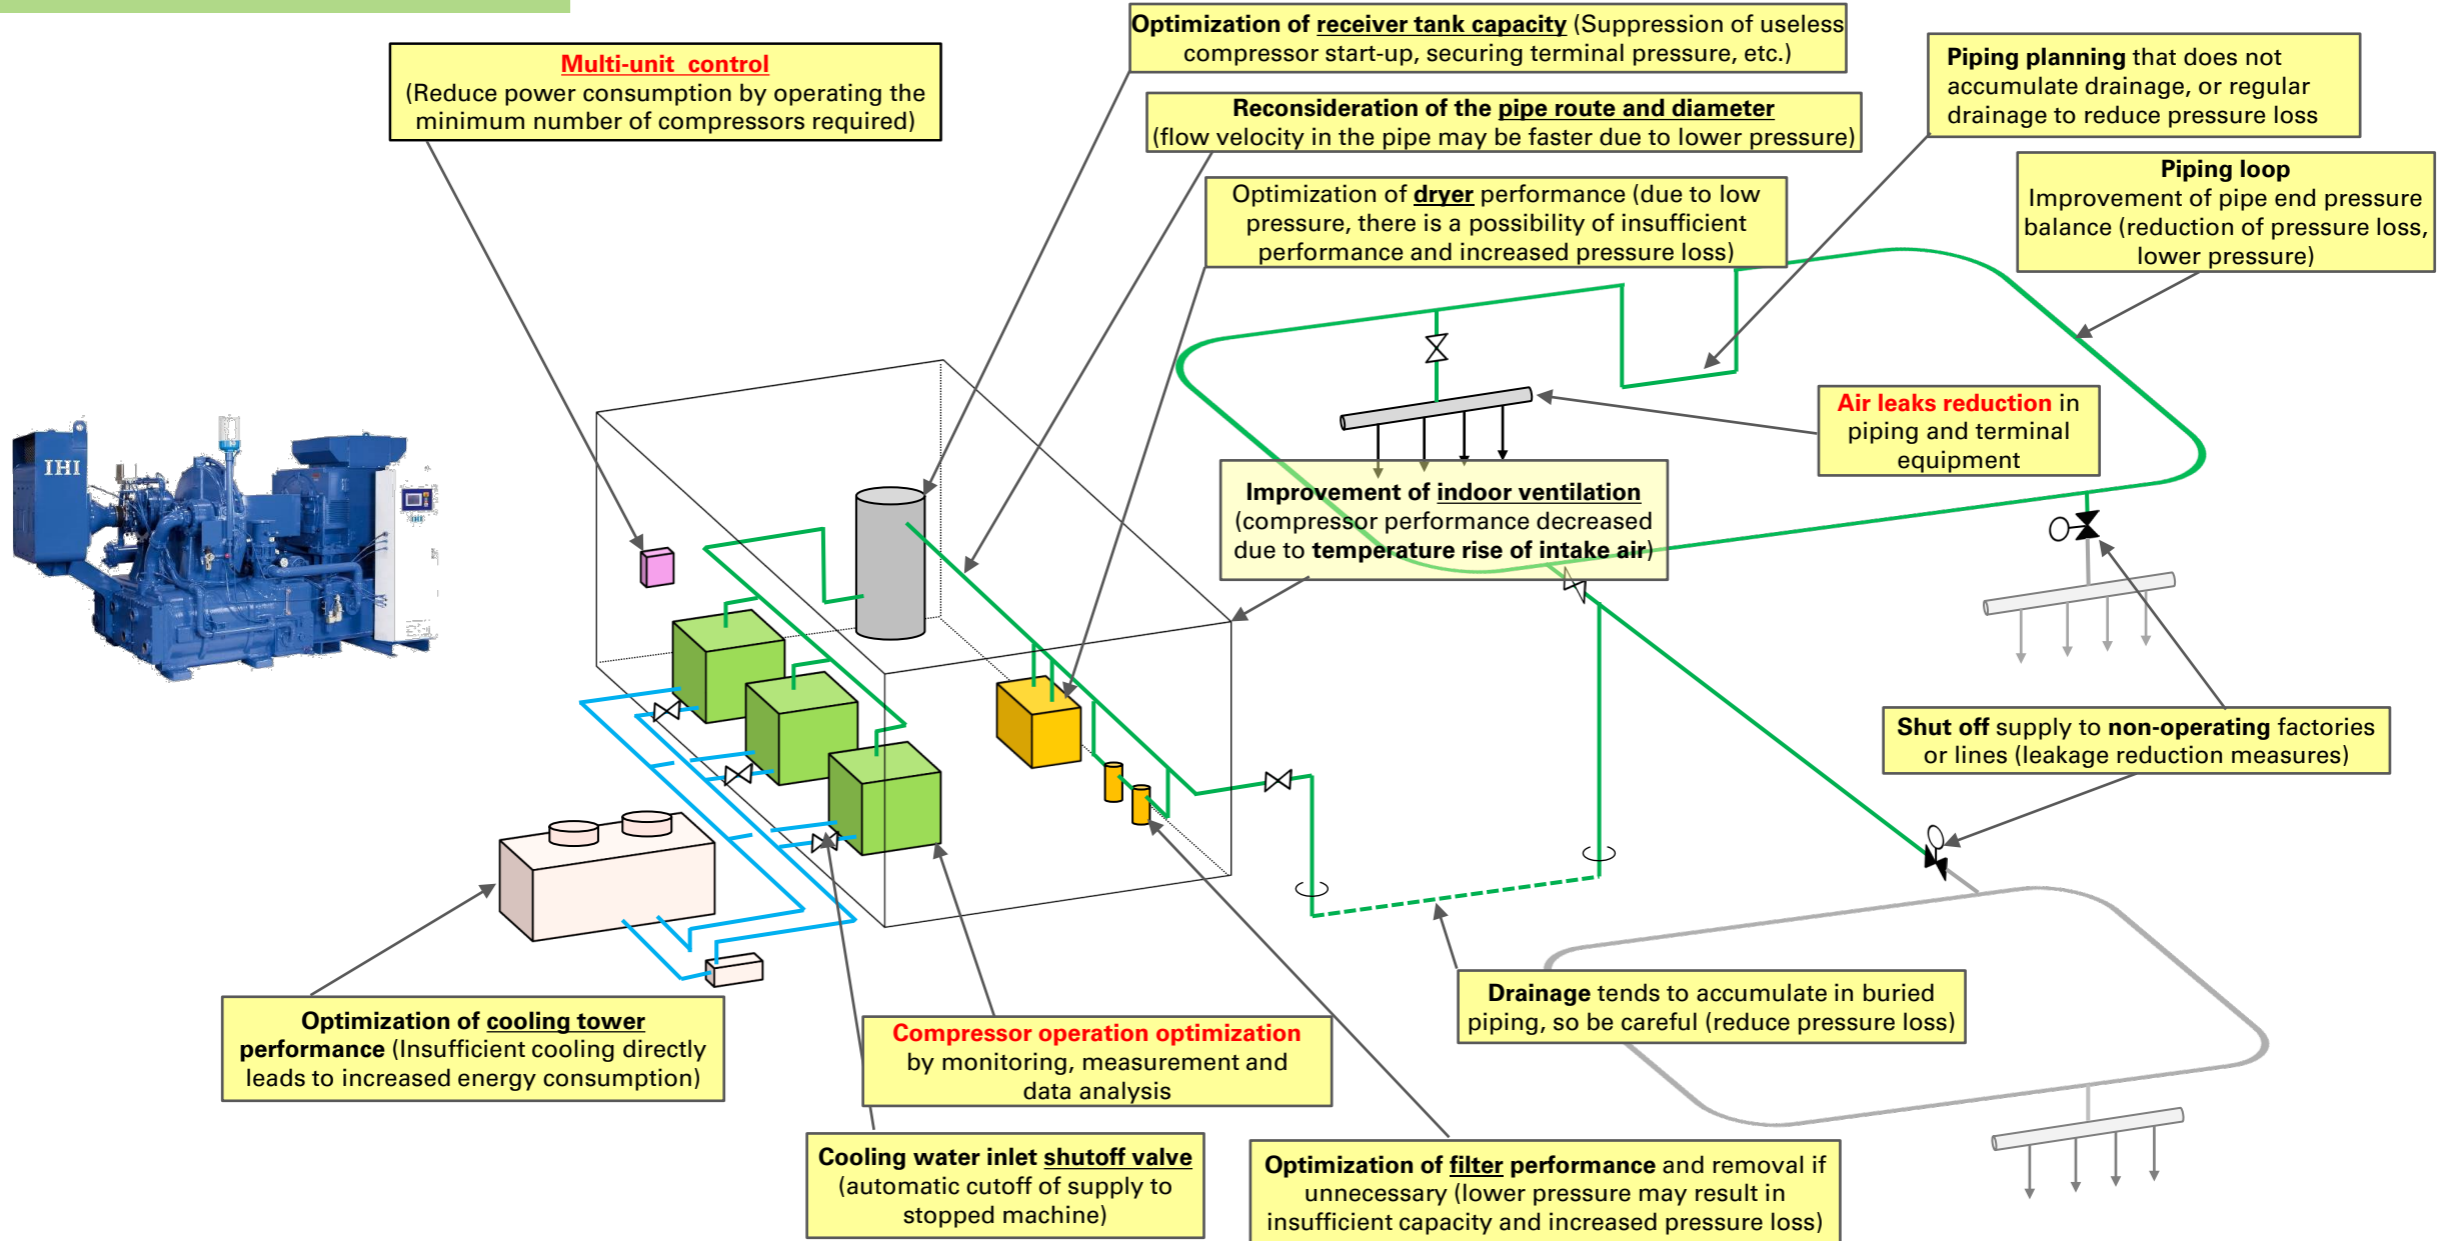 Optimization of receiver tank capacity (Suppression of useless
compressor start-up, securing terminal pressure, etc.)
Multi-unit control
(Reduce power consumption by operating the
minimum number of compressors required)
Piping planning that does not
accumulate drainage, or regular
drainage to reduce pressure loss
Reconsideration of the pipe route and diameter
(flow velocity in the pipe may be faster due to lower pressure)
Piping loop
Improvement of pipe end pressure
balance (reduction of pressure loss,
lower pressure)
Optimization of dryer performance (due to low
pressure, there is a possibility of insufficient
performance and increased pressure loss)
Air leaks reduction in
piping and terminal
equipment
IHI
Improvement of indoor ventilation
(compressor performance decreased
due to temperature rise of intake air)
Shut off supply to non-operating factories
or lines (leakage reduction measures)
Drainage tends to accumulate in buried
piping, so be careful (reduce pressure loss)
Optimization of cooling tower
performance (Insufficient cooling directly
leads to increased energy consumption)
Compressor operation optimization
by monitoring, measurement and
data analysis
Cooling water inlet shutoff valve
(automatic cutoff of supply to
stopped machine)
Optimization of filter performance and removal if
unnecessary (lower pressure may result in
insufficient capacity and increased pressure loss)